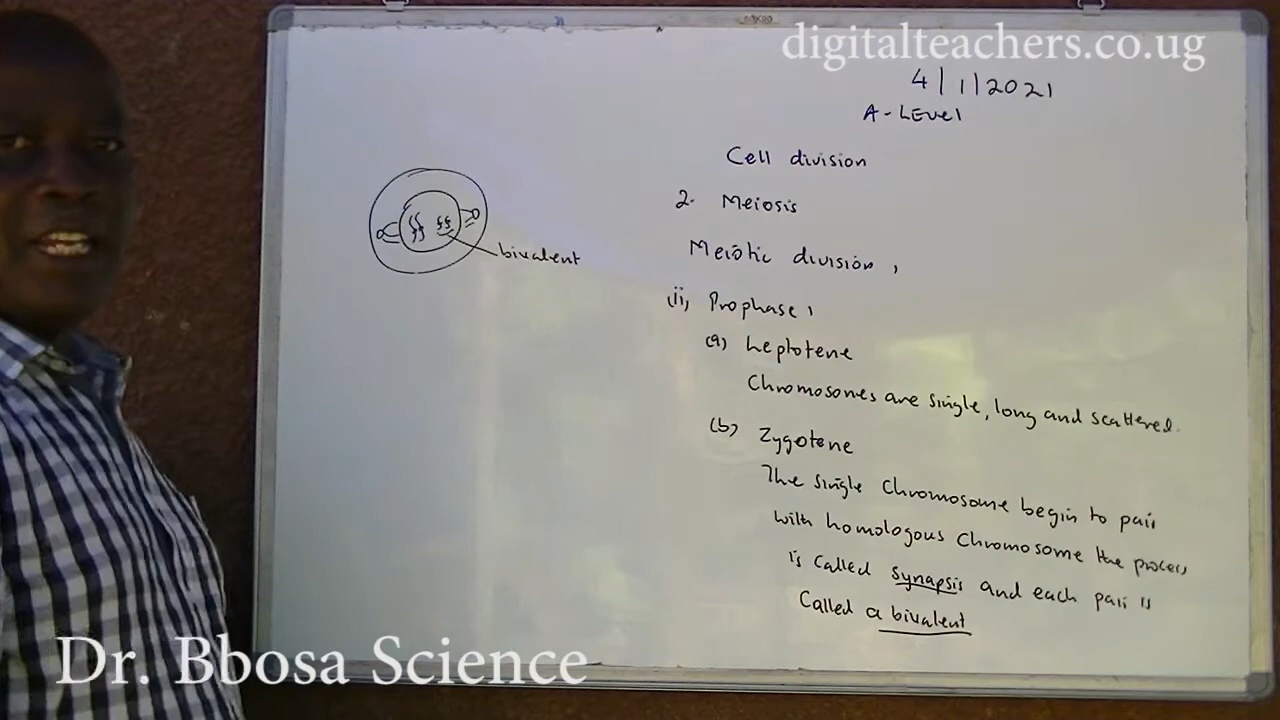 digitalteachers.co.ug
4/1/2021
A-LEVEL
Cell division
2. Meiosis
Meiotic division 1
bivalent
(ii) Prophase 1
(a) Leptotene
Chromosomes are single, long and scattered.
(b) Zygotene
The single chromosome begin to pair
with homologous chromosome the process
is called synapsis and each pair is
called a bivalent
Dr. Bbosa Science